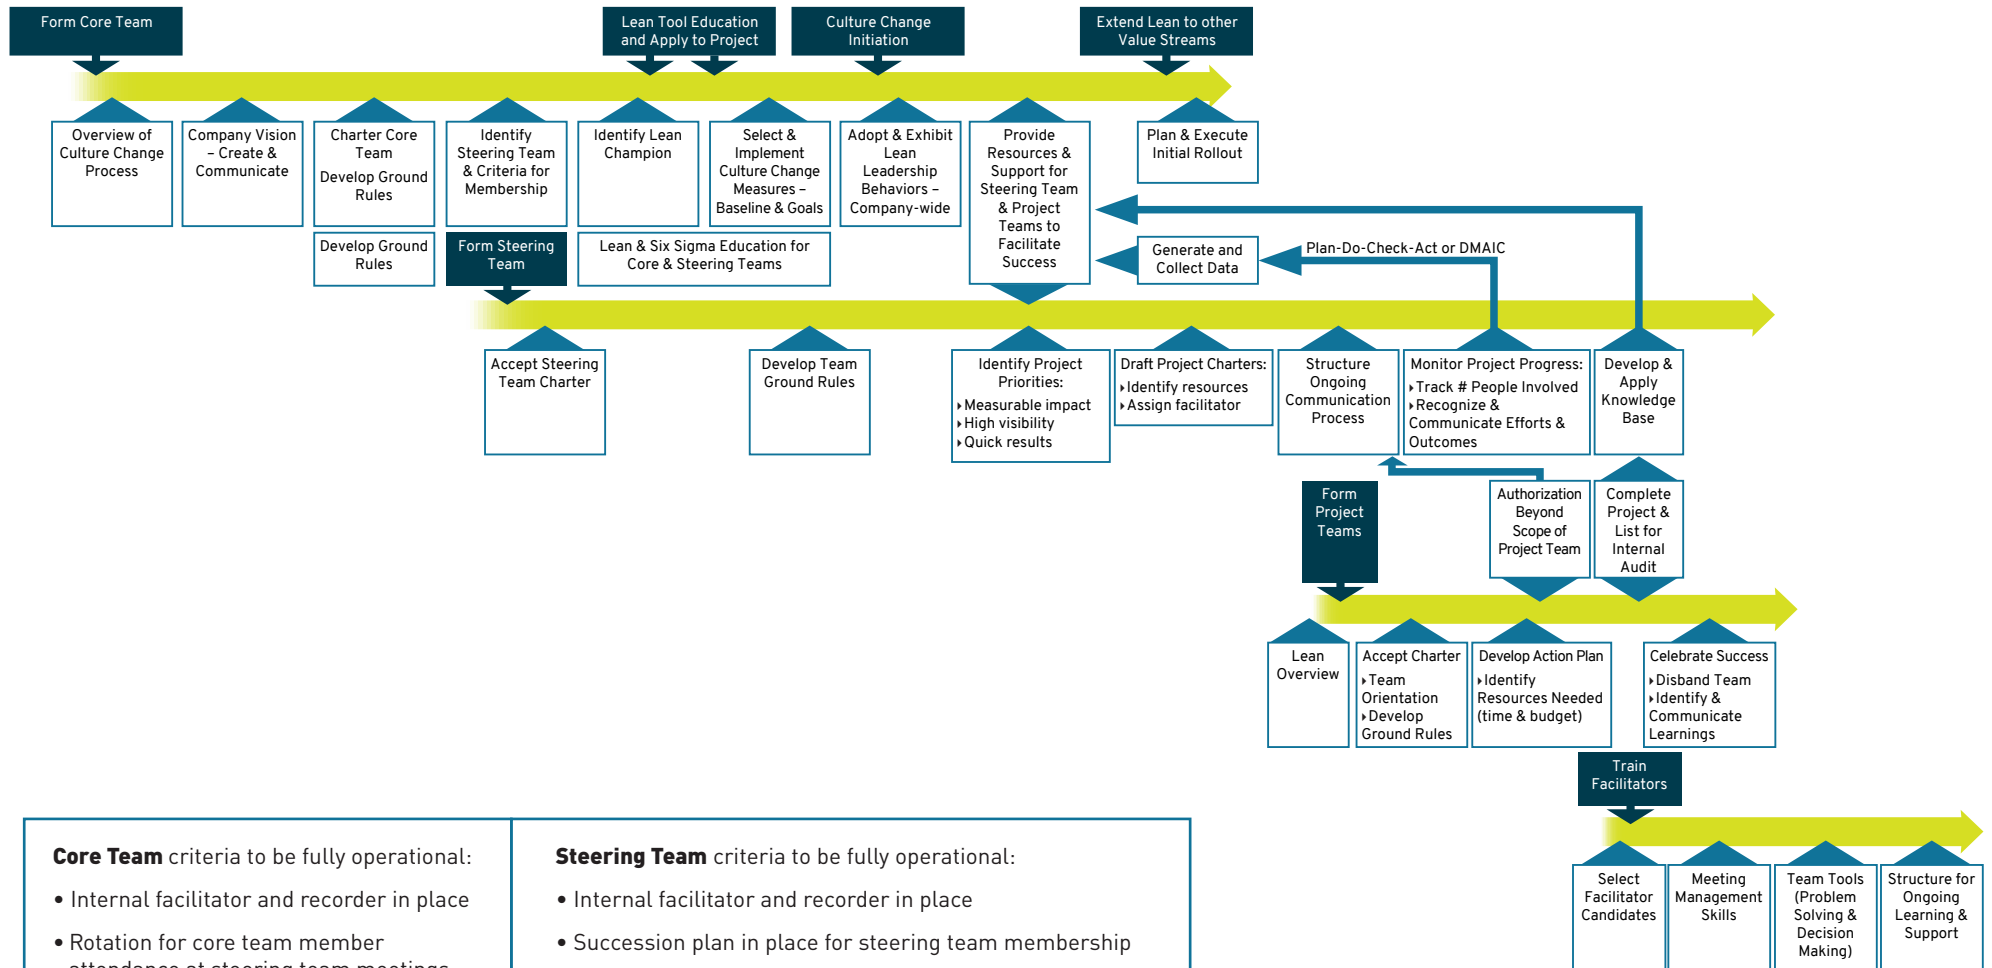 Form Core Team
Lean Tool Education
and Apply to Project
Culture Change
Initiation
Extend Lean to other
Value Streams
Overview of
Culture Change
Process
Company Vision
– Create &
Communicate
Charter Core
Team
Develop Ground
Rules
Identify
Steering Team
& Criteria for
Membership
Identify Lean
Champion
Select &
Implement
Culture Change
Measures –
Baseline & Goals
Adopt & Exhibit
Lean
Leadership
Behaviors –
Company-wide
Provide
Resources &
Support for
Steering Team
& Project
Teams to
Facilitate
Success
Plan & Execute
Initial Rollout
Develop Ground
Rules
Form Steering
Team
Lean & Six Sigma Education for
Core & Steering Teams
Generate and
Collect Data
Plan-Do-Check-Act or DMAIC
Accept Steering
Team Charter
Develop Team
Ground Rules
Identify Project
Priorities:
‣Measurable impact
‣High visibility
‣Quick results
Draft Project Charters:
‣Identify resources
‣Assign facilitator
Structure
Ongoing
Communication
Process
Monitor Project Progress:
‣Track # People Involved
‣Recognize &
Communicate Efforts &
Outcomes
Develop &
Apply
Knowledge
Base
Form
Project
Teams
Authorization
Beyond
Scope of
Project Team
Complete
Project &
List for
Internal
Audit
Lean
Overview
Accept Charter
‣Team
Orientation
‣Develop
Ground Rules
Develop Action Plan
‣Identify
Resources Needed
(time & budget)
Celebrate Success
‣Disband Team
‣Identify &
Communicate
Learnings
Train
Facilitators
Select
Facilitator
Candidates
Meeting
Management
Skills
Team Tools
(Problem
Solving &
Decision
Making)
Structure for
Ongoing
Learning &
Support
Core Team criteria to be fully operational:
• Internal facilitator and recorder in place
• Rotation for core team member
attendance at steering team meetings
Steering Team criteria to be fully operational:
• Internal facilitator and recorder in place
• Succession plan in place for steering team membership